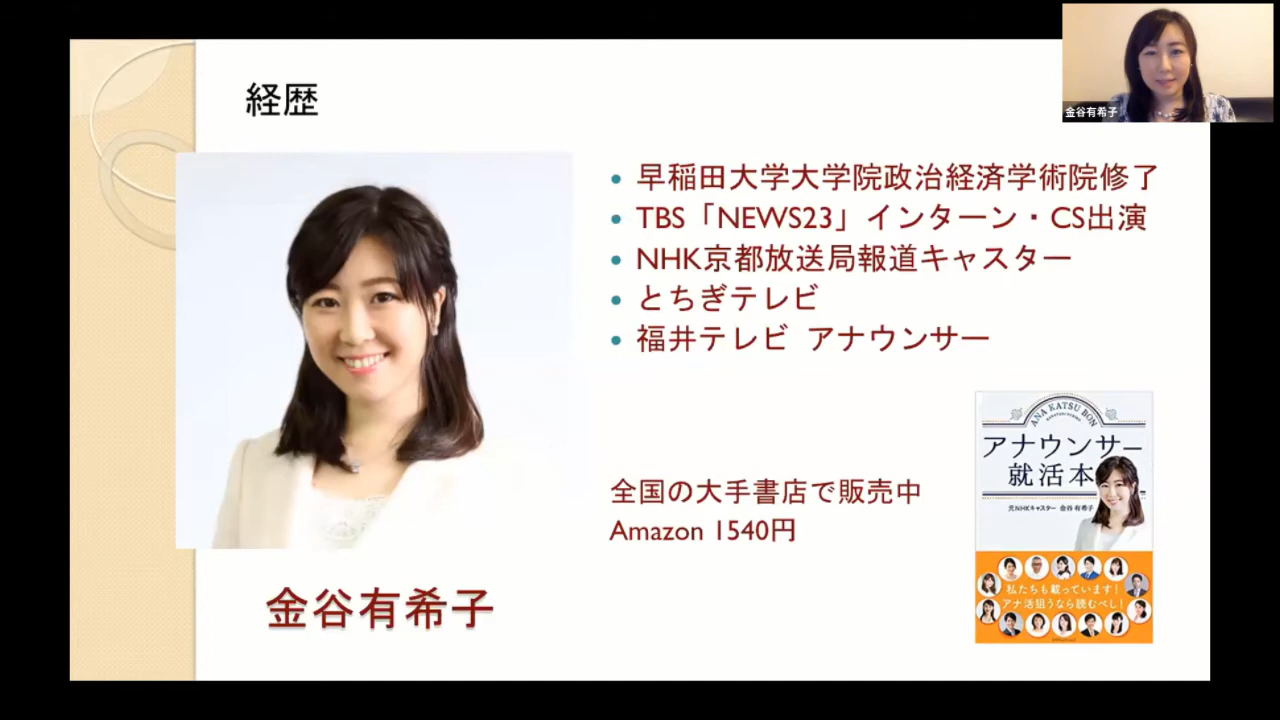 経歴
金谷有希子
早稲田大学大学院政治経済学術院修了
TBS「NEWS23」インターン・CS出演
NHK京都放送局報道キャスター
とちぎテレビ
福井テレビ アナウンサー
全国の大手書店で販売中
Amazon 1540円
金谷有希子
ANA KATSU BON
アナウンサー
就活本
元NHKキャスター 金谷有希子
私たちも載っています!
アナ活狙うなら読むべし!